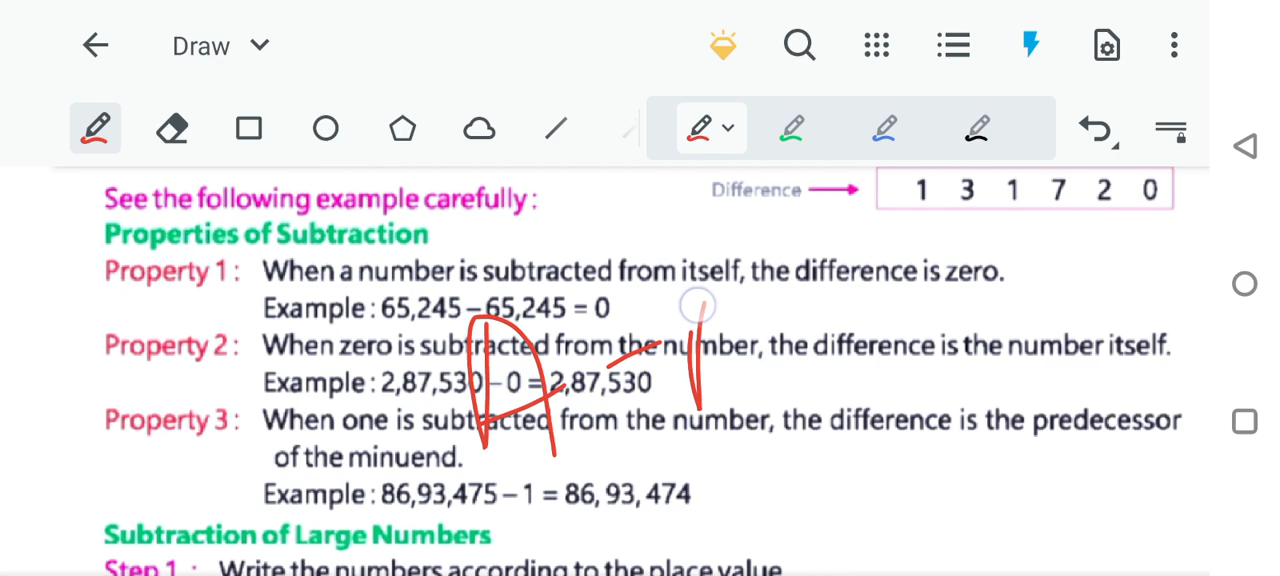 Draw
See the following example carefully :
Difference
1 3 1 7 2 0
Properties of Subtraction
Property 1 : When a number is subtracted from itself, the difference is zero.
Example : 65,245 – 65,245 = 0
Property 2 : When zero is subtracted from the number, the difference is the number itself.
Example : 2,87,530 – 0 = 2,87,530
Property 3 : When one is subtracted from the number, the difference is the predecessor
of the minuend.
Example : 86,93,475 – 1 = 86, 93, 474
A – 1
Subtraction of Large Numbers
Step 1 : Write the numbers according to the place value